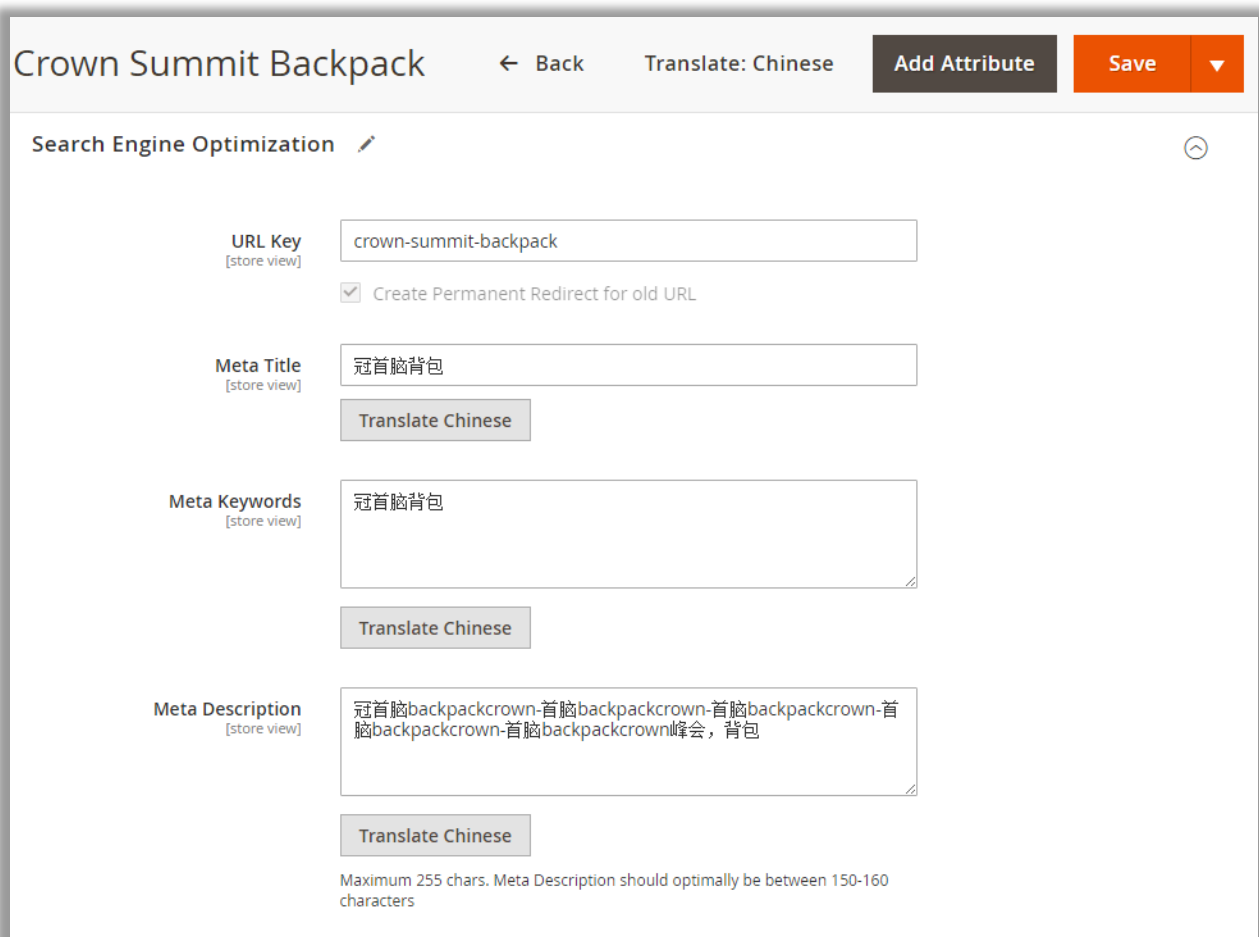 Crown Summit Backpack
← Back
Translate: Chinese
Add Attribute
Save
Search Engine Optimization
URL Key
[store view]
crown-summit-backpack
Create Permanent Redirect for old URL
Meta Title
[store view]
冠首脑背包
Translate Chinese
Meta Keywords
[store view]
冠首脑背包
Translate Chinese
Meta Description
[store view]
冠首脑backpackcrown-首脑backpackcrown-首脑backpackcrown-首
脑backpackcrown-首脑backpackcrown峰会，背包
Translate Chinese
Maximum 255 chars. Meta Description should optimally be between 150-160
characters